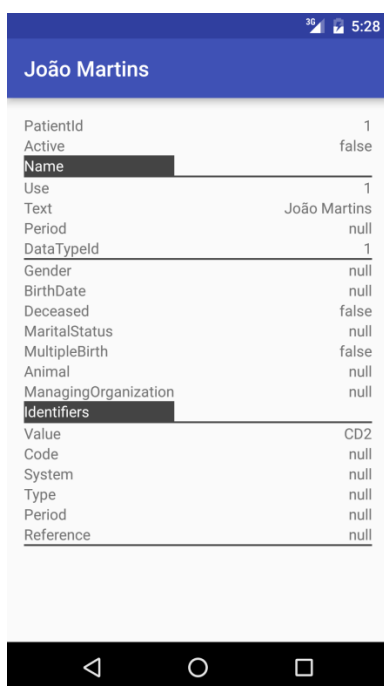 3G 5:28
João Martins
PatientId 1
Active false
Name
Use 1
Text João Martins
Period null
DataTypeId 1
Gender null
BirthDate null
Deceased false
MaritalStatus null
MultipleBirth false
Animal null
ManagingOrganization null
Identifiers
Value CD2
Code null
System null
Type null
Period null
Reference null